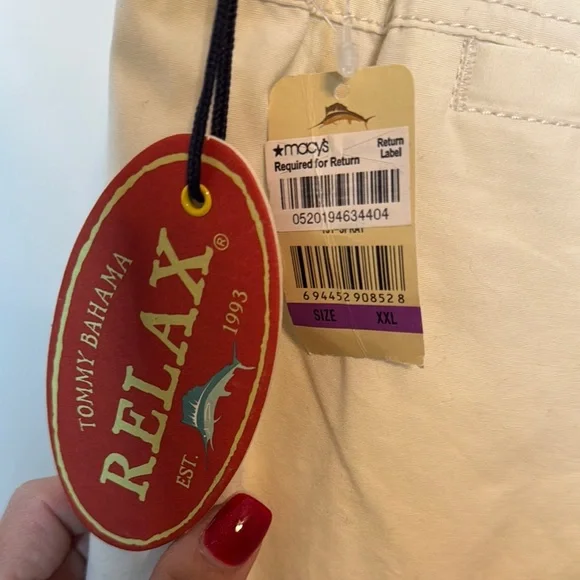 TOMMY BAHAMA
RELAX®
EST. 1993
★macy's
Return
Label
Required for Return
0520194634404
6 94452 90852 8
SIZE XXL